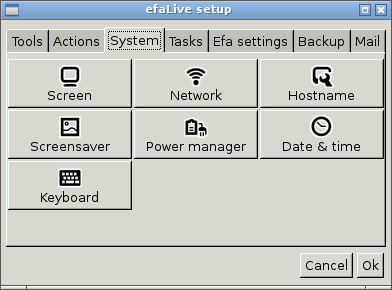 efaLive setup
Tools Actions System Tasks Efa settings Backup Mail
Screen Network Hostname
Screensaver Power manager Date & time
Keyboard
Cancel Ok